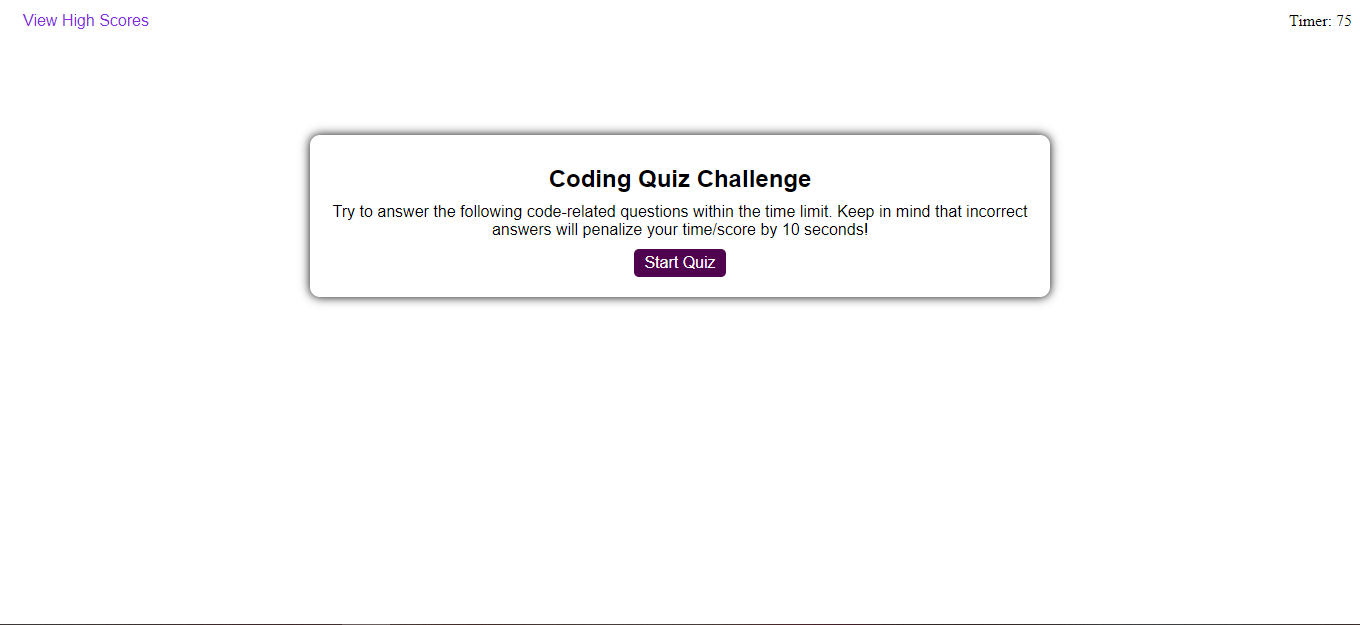 View High Scores
Timer: 75
Coding Quiz Challenge
Try to answer the following code-related questions within the time limit. Keep in mind that incorrect
answers will penalize your time/score by 10 seconds!
Start Quiz